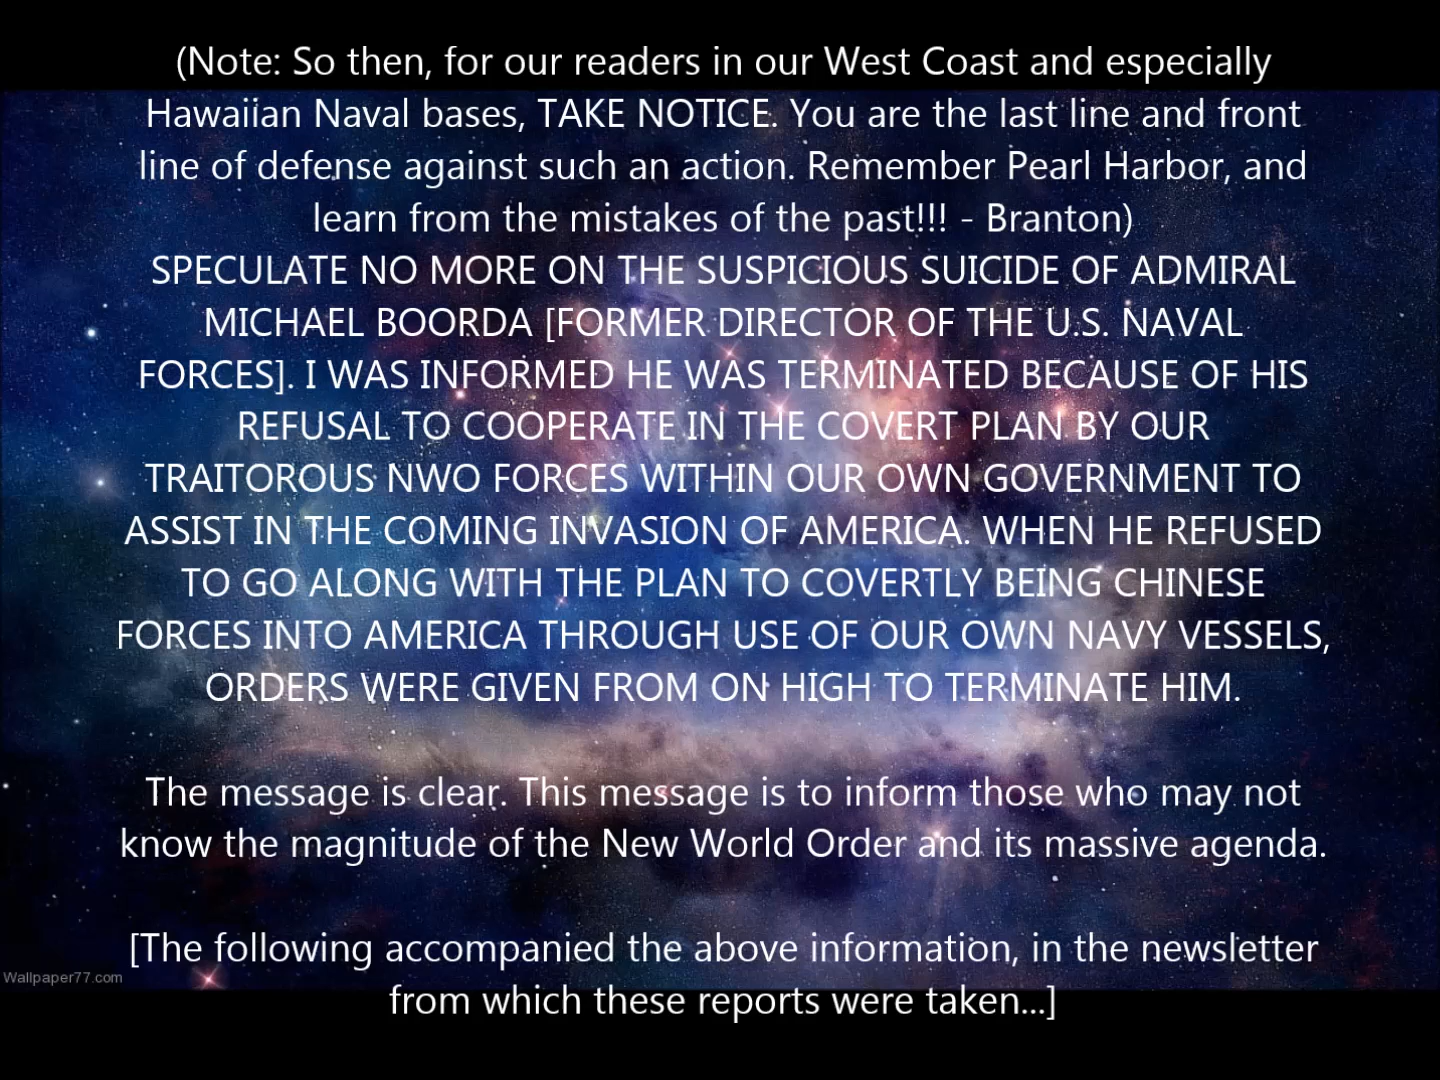 (Note: So then, for our readers in our West Coast and especially
Hawaiian Naval bases, TAKE NOTICE. You are the last line and front
line of defense against such an action. Remember Pearl Harbor, and
learn from the mistakes of the past!!! - Branton)
SPECULATE NO MORE ON THE SUSPICIOUS SUICIDE OF ADMIRAL
MICHAEL BOORDA [FORMER DIRECTOR OF THE U.S. NAVAL
FORCES]. I WAS INFORMED HE WAS TERMINATED BECAUSE OF HIS
REFUSAL TO COOPERATE IN THE COVERT PLAN BY OUR
TRAITOROUS NWO FORCES WITHIN OUR OWN GOVERNMENT TO
ASSIST IN THE COMING INVASION OF AMERICA. WHEN HE REFUSED
TO GO ALONG WITH THE PLAN TO COVERTLY BEING CHINESE
FORCES INTO AMERICA THROUGH USE OF OUR OWN NAVY VESSELS,
ORDERS WERE GIVEN FROM ON HIGH TO TERMINATE HIM.
The message is clear. This message is to inform those who may not
know the magnitude of the New World Order and its massive agenda.
[The following accompanied the above information, in the newsletter
Wallpaper77.com
from which these reports were taken...]